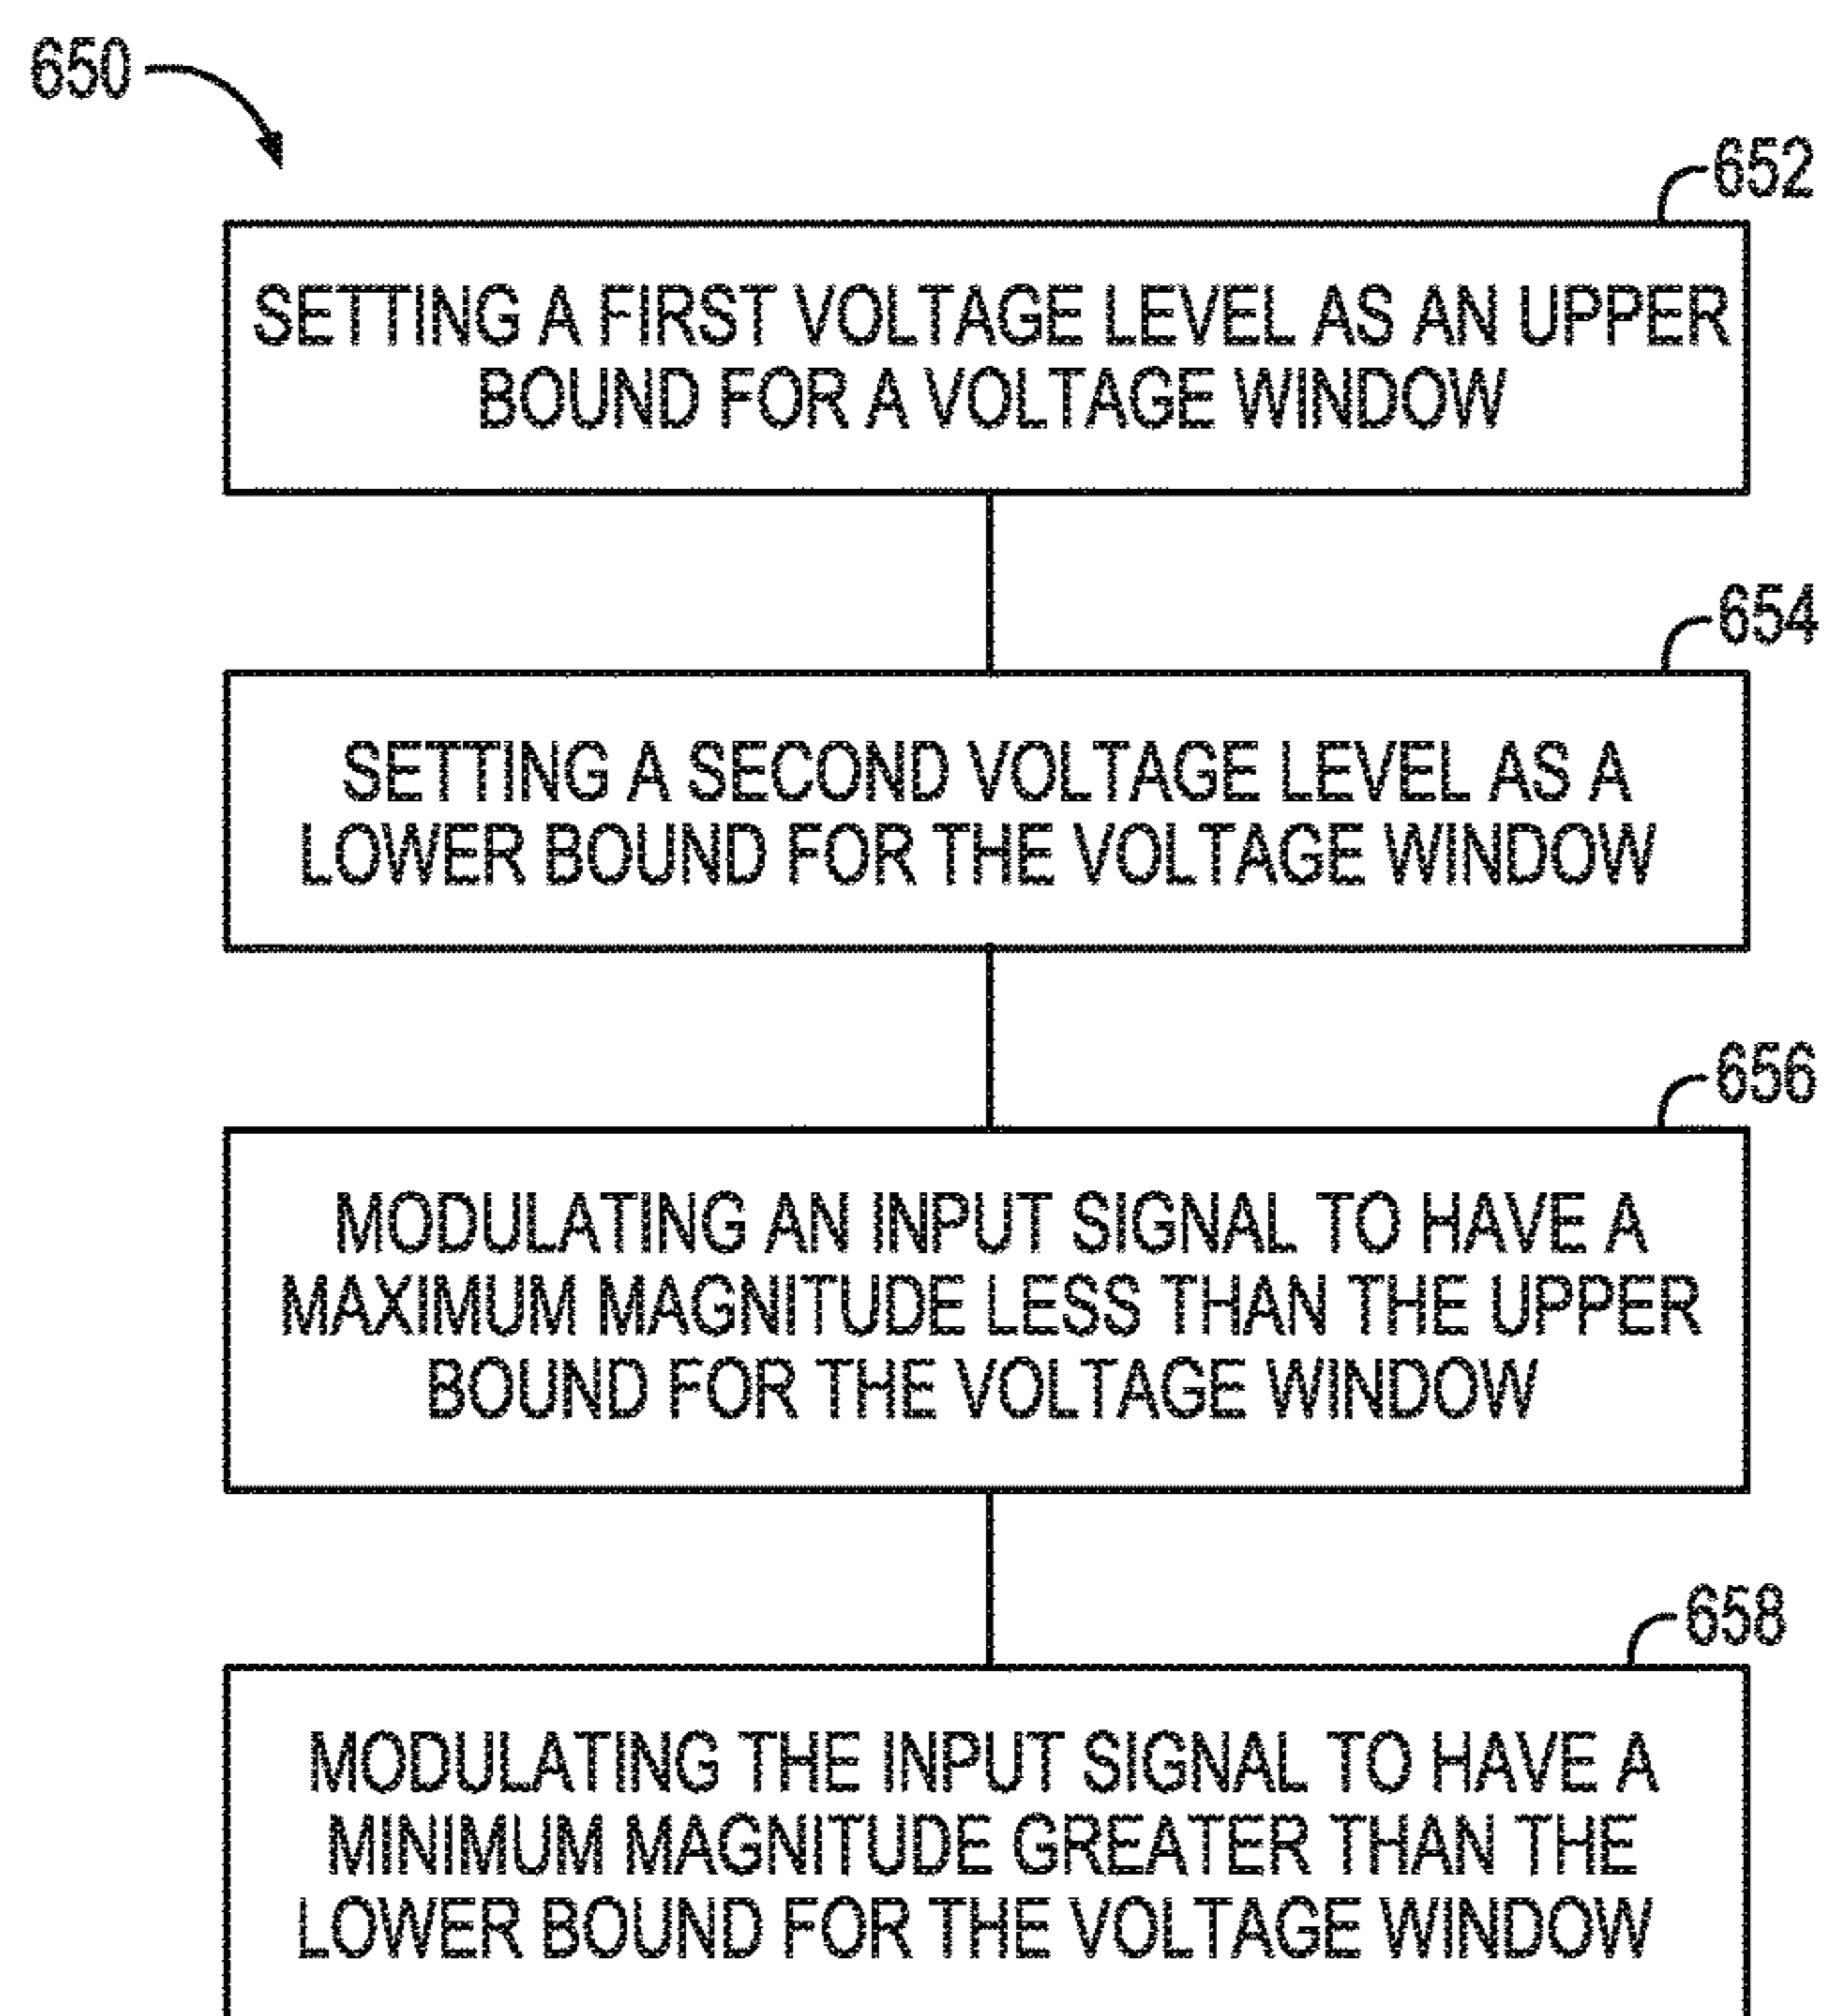 650
652
SETTING A FIRST VOLTAGE LEVEL AS AN UPPER
BOUND FOR A VOLTAGE WINDOW
654
SETTING A SECOND VOLTAGE LEVEL AS A
LOWER BOUND FOR THE VOLTAGE WINDOW
656
MODULATING AN INPUT SIGNAL TO HAVE A
MAXIMUM MAGNITUDE LESS THAN THE UPPER
BOUND FOR THE VOLTAGE WINDOW
658
MODULATING THE INPUT SIGNAL TO HAVE A
MINIMUM MAGNITUDE GREATER THAN THE
LOWER BOUND FOR THE VOLTAGE WINDOW